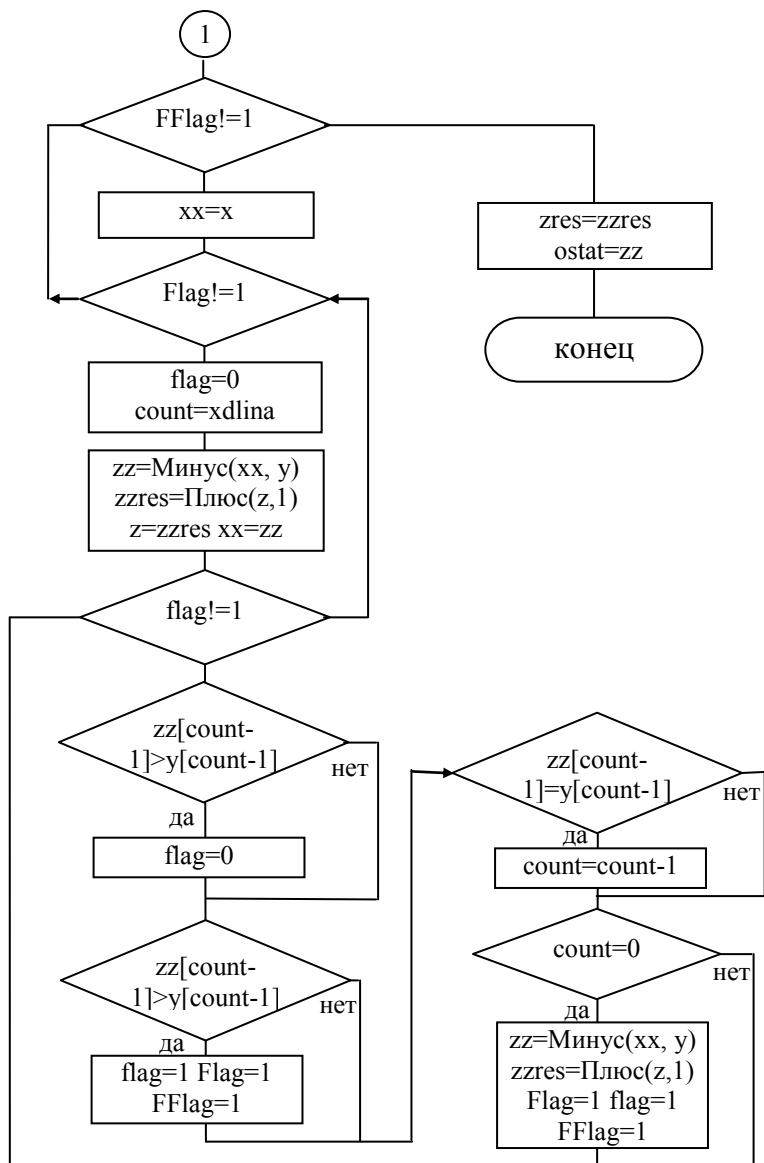 1
FFlag!=1
xx=x
zres=zzres
ostat=zz
Flag!=1
конец
flag=0
count=xdlina
zz=Минус(xx, y)
zzres=Плюс(z,1)
z=zzres xx=zz
flag!=1
zz[count-
1]>y[count-1]
нет
да
flag=0
zz[count-
1]>y[count-1]
нет
да
flag=1 Flag=1
FFlag=1
zz[count-
1]=y[count-1]
нет
да
count=count-1
count=0
нет
да
zz=Минус(xx, y)
zzres=Плюс(z,1)
Flag=1 flag=1
FFlag=1